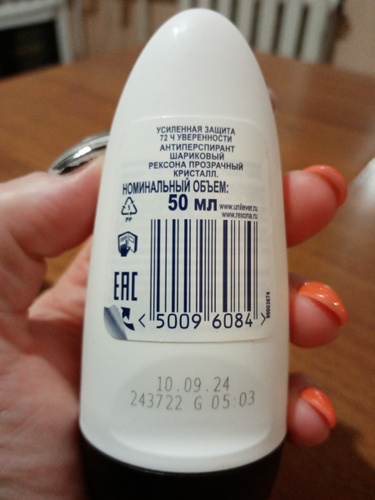 УСИЛЕННАЯ ЗАЩИТА
72 Ч УВЕРЕННОСТИ
АНТИПЕРСПИРАНТ
ШАРИКОВЫЙ
РЕКСОНА ПРОЗРАЧНЫЙ
КРИСТАЛЛ.
НОМИНАЛЬНЫЙ ОБЪЕМ:
50 МЛ www.unilever.ru
www.rexona.ru
PP
EAC
< 5009 6084 >
10.09.24
243722 G 05:03